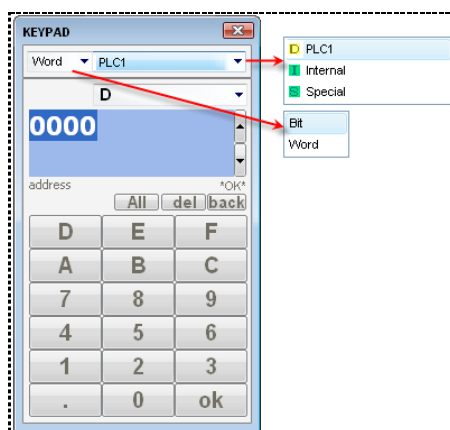 KEYPAD
Word PLC1
D
0000
address *OK*
All del back
D E F
A B C
7 8 9
4 5 6
1 2 3
. 0 ok
D PLC1
I Internal
S Special
Bit
Word